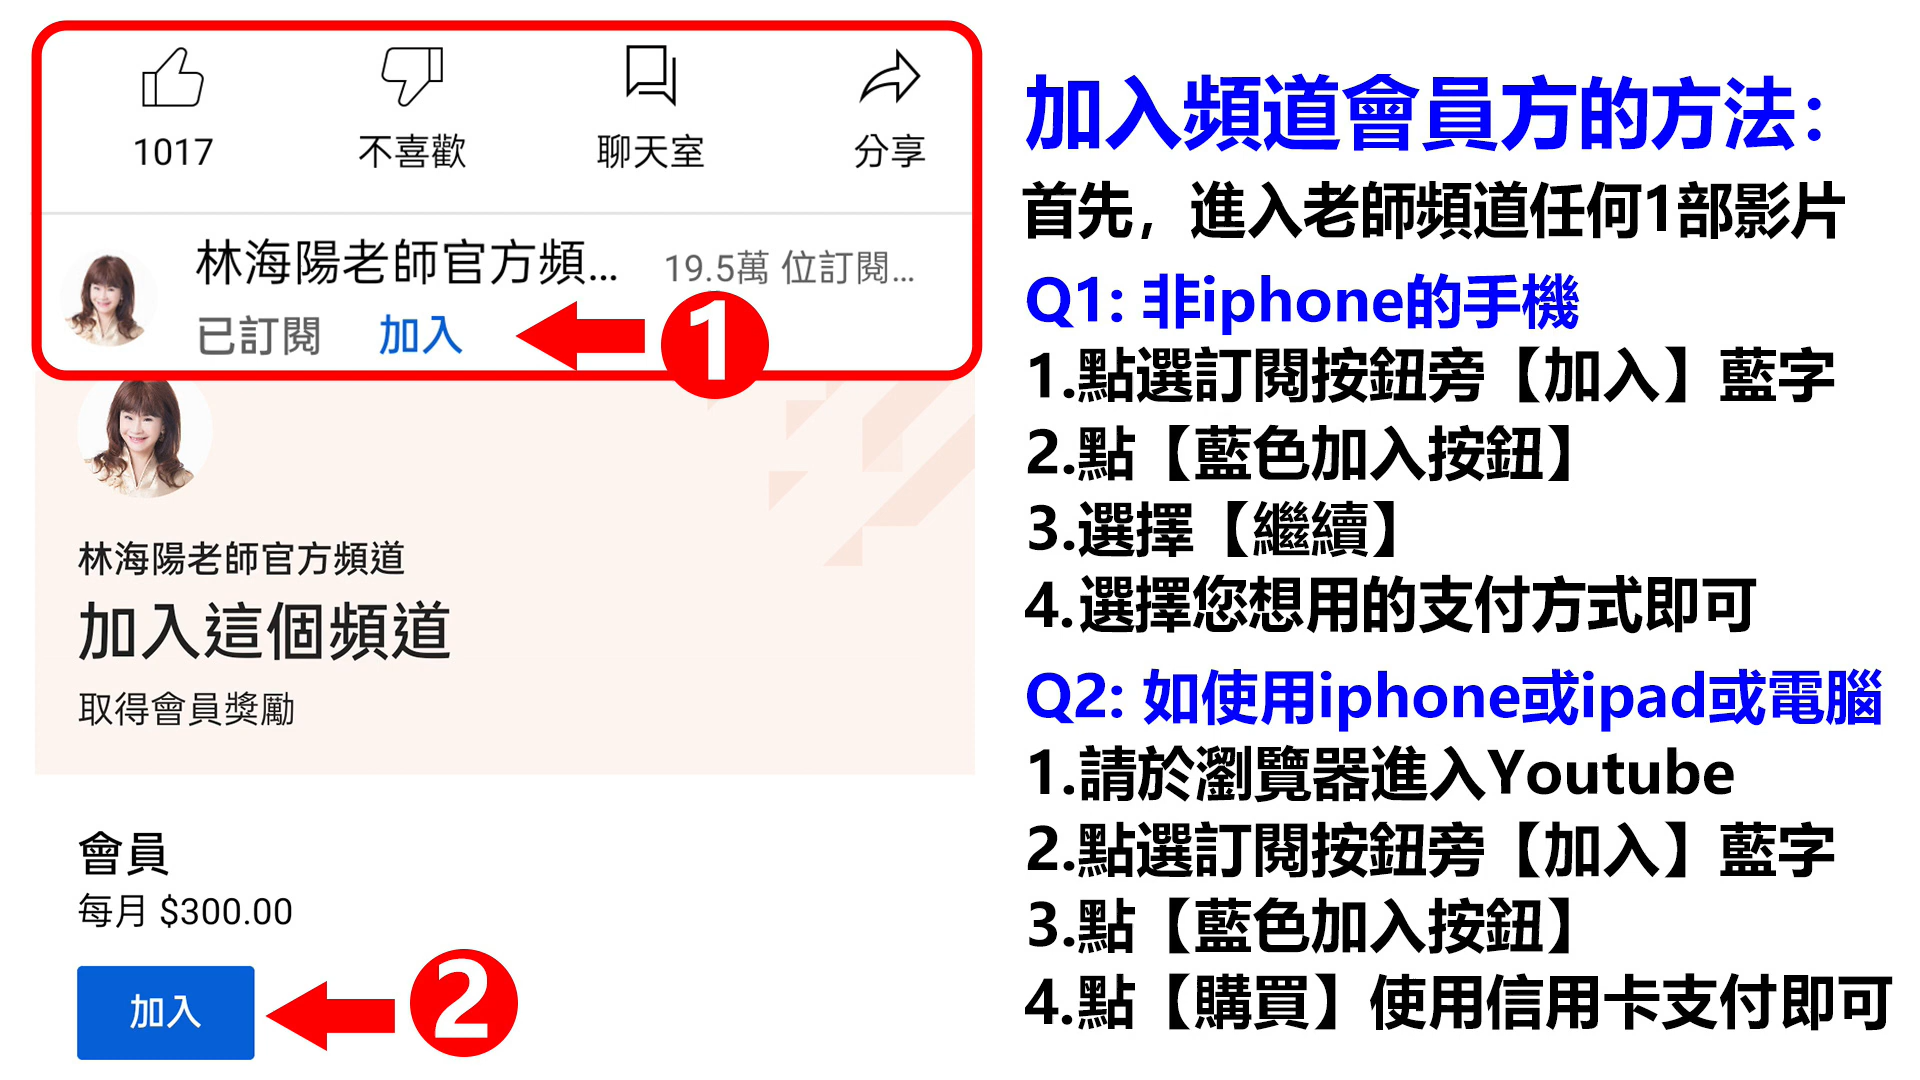 1017
不喜歡
聊天室
分享
林海陽老師官方頻...
19.5萬 位訂閱...
已訂閱
加入
1
林海陽老師官方頻道
加入這個頻道
取得會員獎勵
會員
每月 $300.00
加入
2
加入頻道會員方的方法：
首先，進入老師頻道任何1部影片
Q1: 非iphone的手機
1.點選訂閱按鈕旁【加入】藍字
2.點【藍色加入按鈕】
3.選擇【繼續】
4.選擇您想用的支付方式即可
Q2: 如使用iphone或ipad或電腦
1.請於瀏覽器進入Youtube
2.點選訂閱按鈕旁【加入】藍字
3.點【藍色加入按鈕】
4.點【購買】使用信用卡支付即可